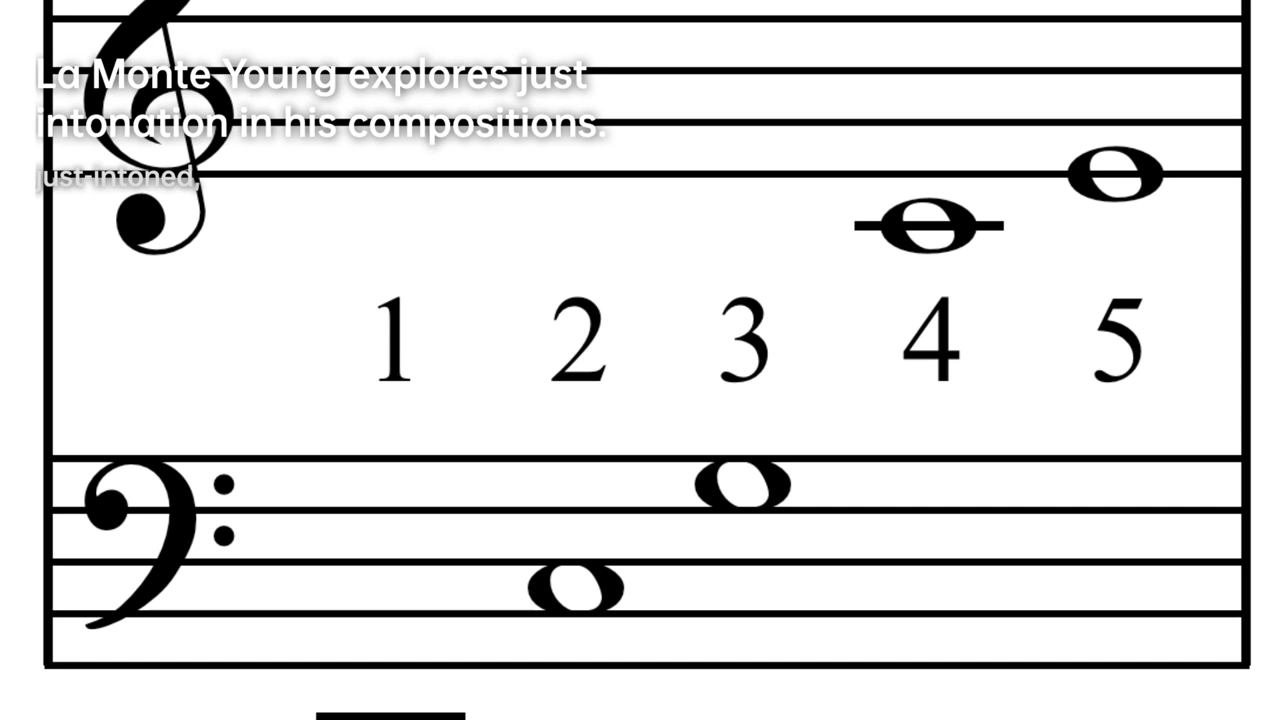 La Monte Young explores just
intonation in his compositions.
just-intoned,
1 2 3 4 5